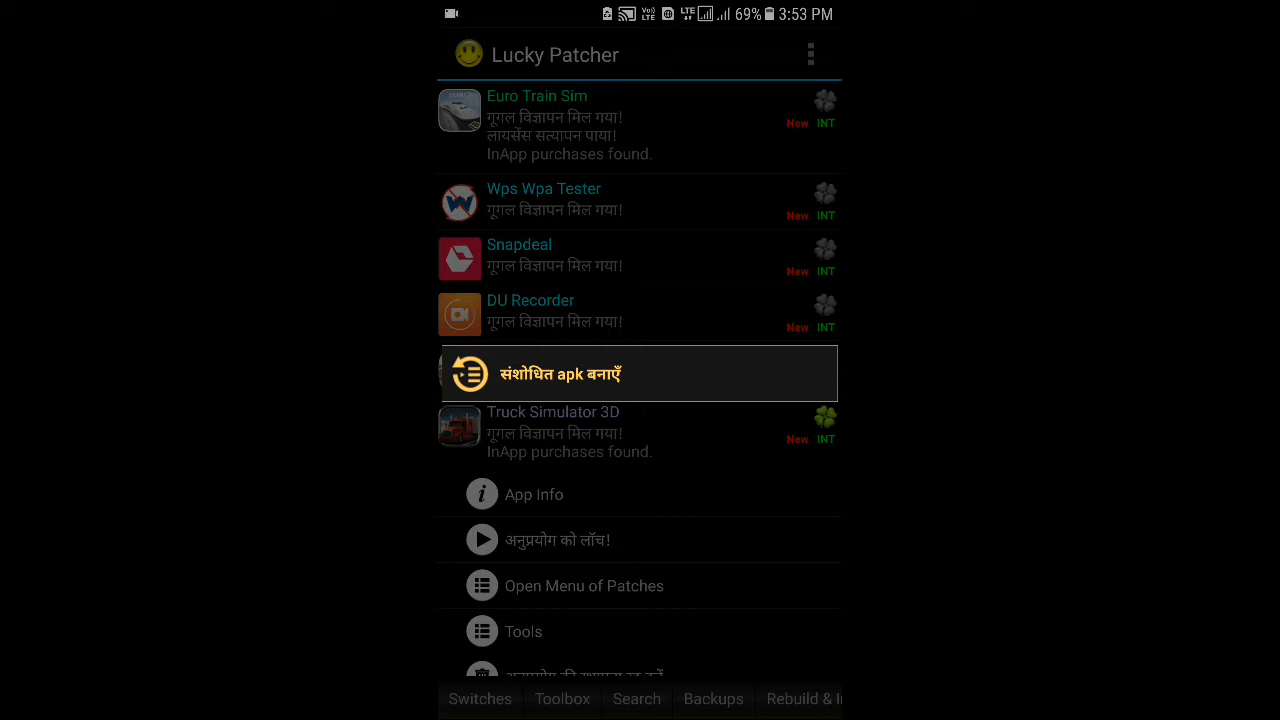 69% 3:53 PM
Lucky Patcher
Euro Train Sim
गूगल विज्ञापन मिल गया!
लायसेंस सत्यापन पाया!
InApp purchases found.
New INT
Wps Wpa Tester
गूगल विज्ञापन मिल गया!
New INT
Snapdeal
गूगल विज्ञापन मिल गया!
New INT
DU Recorder
गूगल विज्ञापन मिल गया!
New INT
संशोधित apk बनाएँ
Truck Simulator 3D
गूगल विज्ञापन मिल गया!
InApp purchases found.
New INT
App Info
अनुप्रयोग को लॉच!
Open Menu of Patches
Tools
Switches Toolbox Search Backups Rebuild & I